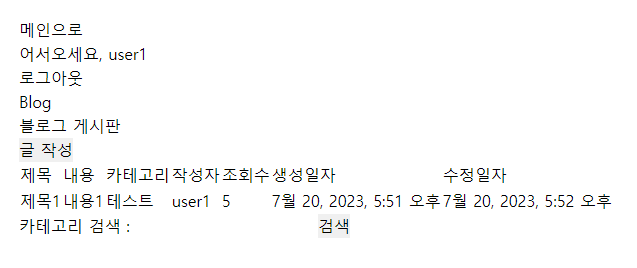 메인으로
어서오세요, user1
로그아웃
Blog
블로그 게시판
글 작성
제목 내용 카테고리 작성자 조회수 생성일자 수정일자
제목1 내용1 테스트 user1 5 7월 20, 2023, 5:51 오후 7월 20, 2023, 5:52 오후
카테고리 검색 : 검색